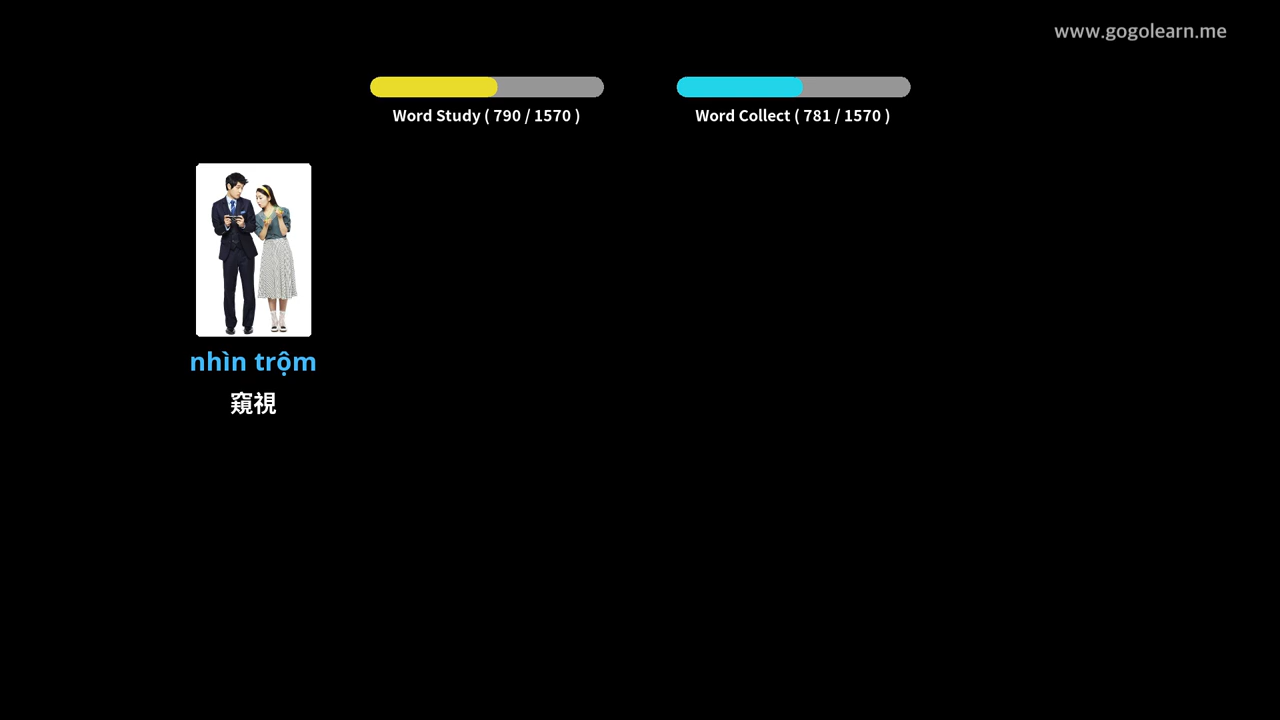 www.gogolearn.me
Word Study ( 790 / 1570 )
Word Collect ( 781 / 1570 )
nhìn trộm
窺視